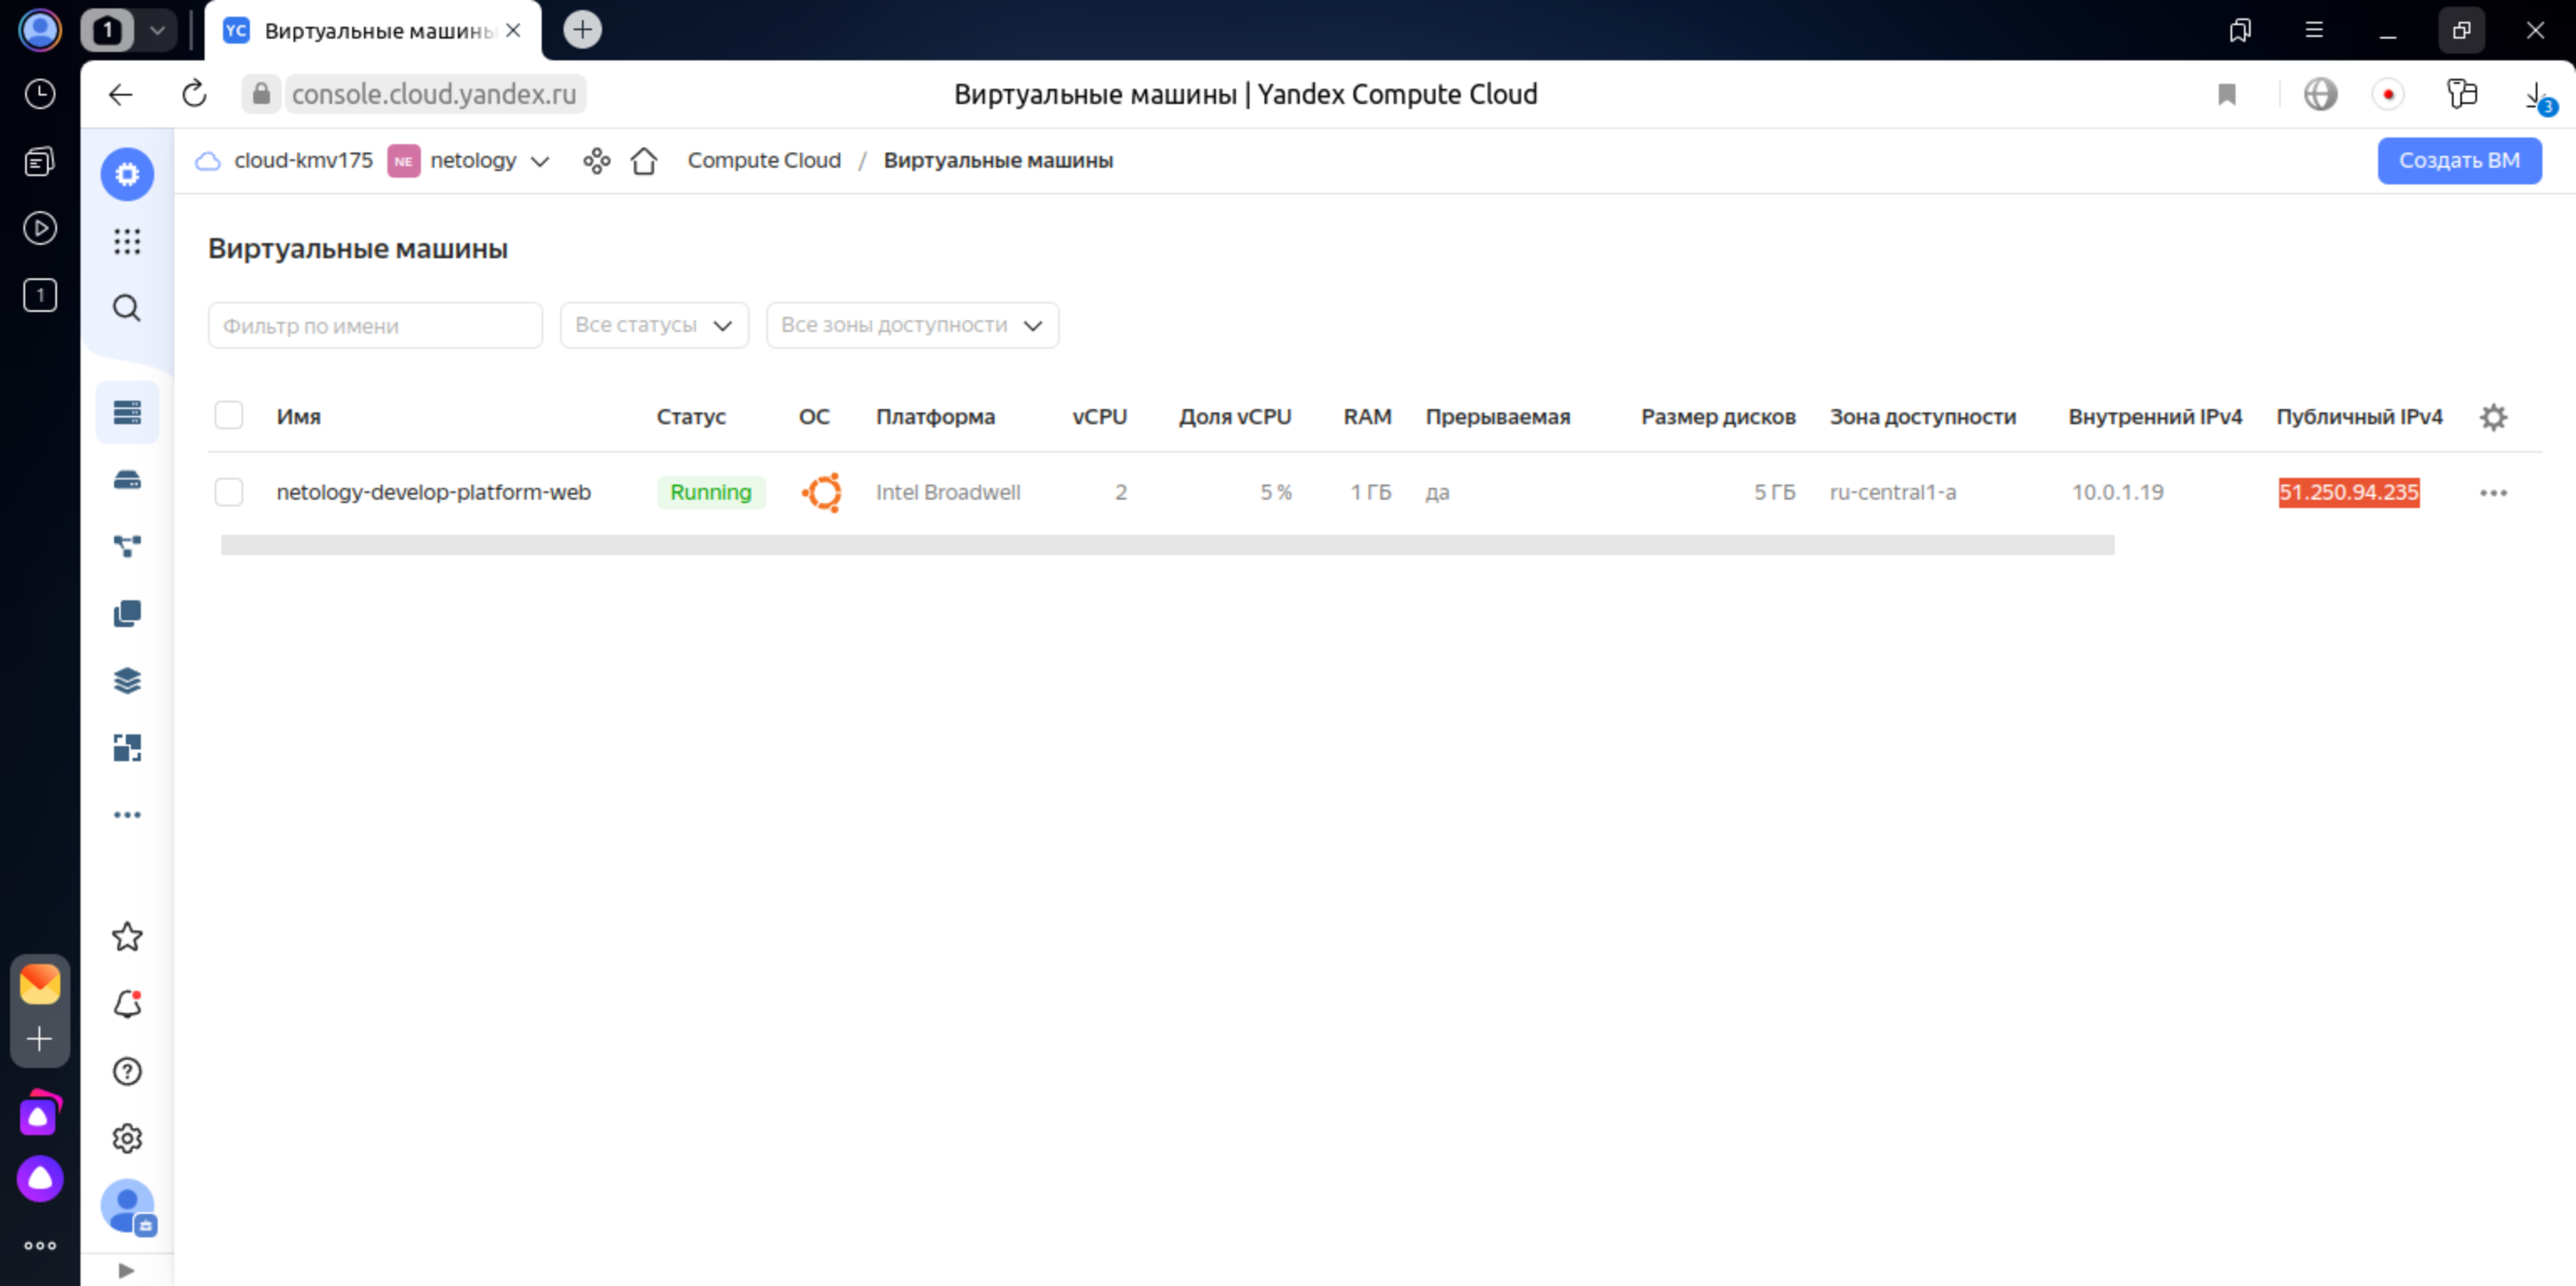 1
YC Виртуальные машины
console.cloud.yandex.ru
Виртуальные машины | Yandex Compute Cloud
3
cloud-kmv175 NE netology Compute Cloud / Виртуальные машины Создать ВМ
1
Виртуальные машины
Фильтр по имени Все статусы Все зоны доступности
Имя Статус ОС Платформа vCPU Доля vCPU RAM Прерываемая Размер дисков Зона доступности Внутренний IPv4 Публичный IPv4
netology-develop-platform-web Running Intel Broadwell 2 5 % 1 ГБ да 5 ГБ ru-central1-a 10.0.1.19 51.250.94.235